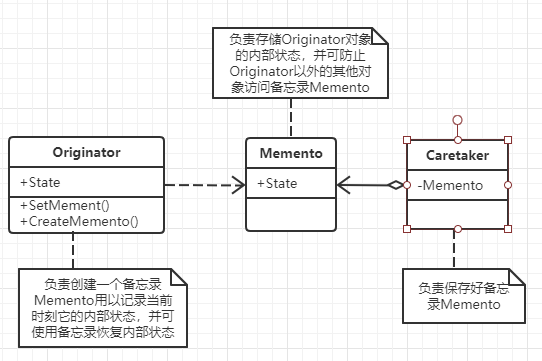 负责存储Originator对象
的内部状态，并可防止
Originator以外的其他对
象访问备忘录Memento
Originator
+State
+SetMement()
+CreateMemento()
Memento
+State
Caretaker
-Memento
负责创建一个备忘录
Memento用以记录当前
时刻它的内部状态，并可
使用备忘录恢复内部状态
负责保存好备忘
录Memento